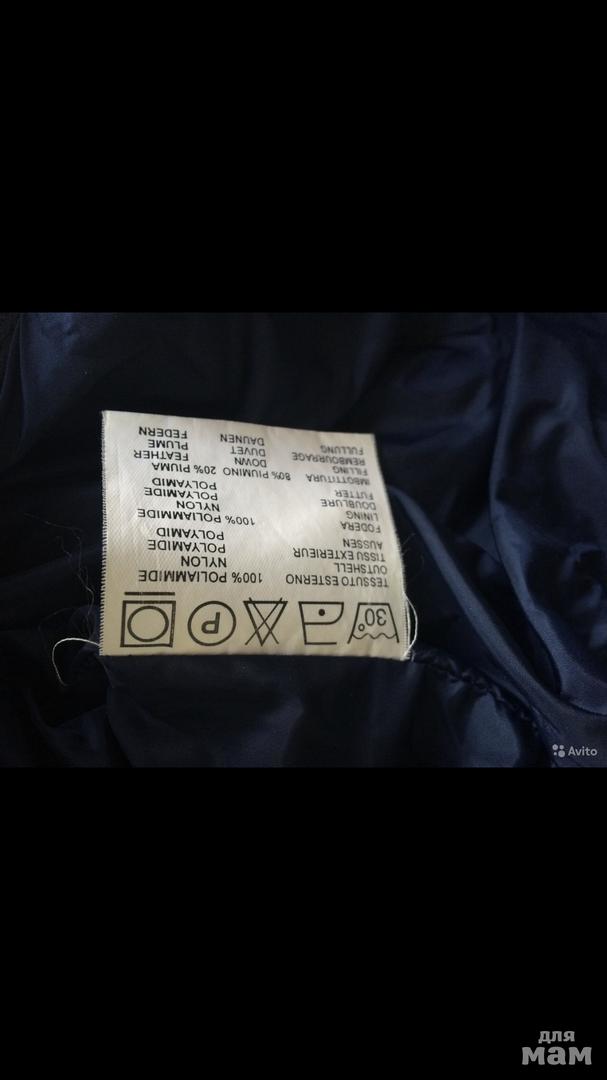 30°
P
TESSUTO ESTERNO 100% POLIAMMIDE
OUTSHELL NYLON
TISSU EXTERIEUR POLYAMIDE
AUSSEN POLYAMID
FODERA 100% POLIAMMIDE
LINING NYLON
DOUBLURE POLYAMIDE
FUTTER POLYAMID
IMBOTTITURA 80% PIUMINO 20% PIUMA
FILLING DOWN FEATHER
REMBOURRAGE DUVET PLUME
FULLUNG DAUNEN FEDERN
Avito
для
мам